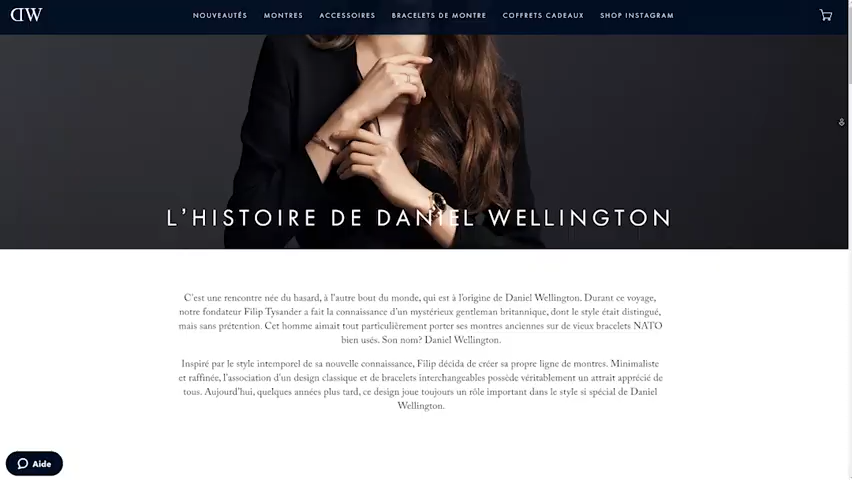 DW
NOUVEAUTÉS MONTRES ACCESSOIRES BRACELETS DE MONTRE COFFRETS CADEAUX SHOP INSTAGRAM
L'HISTOIRE DE DANIEL WELLINGTON
C'est une rencontre née du hasard, à l'autre bout du monde, qui est à l'origine de Daniel Wellington. Durant ce voyage,
notre fondateur Filip Tysander a fait la connaissance d'un mystérieux gentleman britannique, dont le style était distingué,
mais sans prétention. Cet homme aimait tout particulièrement porter ses montres anciennes sur de vieux bracelets NATO
bien usés. Son nom? Daniel Wellington.
Inspiré par le style intemporel de sa nouvelle connaissance, Filip décida de créer sa propre ligne de montres. Minimaliste
et raffinée, l'association d'un design classique et de bracelets interchangeables possède véritablement un attrait apprécié de
tous. Aujourd'hui, quelques années plus tard, ce design joue toujours un rôle important dans le style si spécial de Daniel
Wellington.
Aide